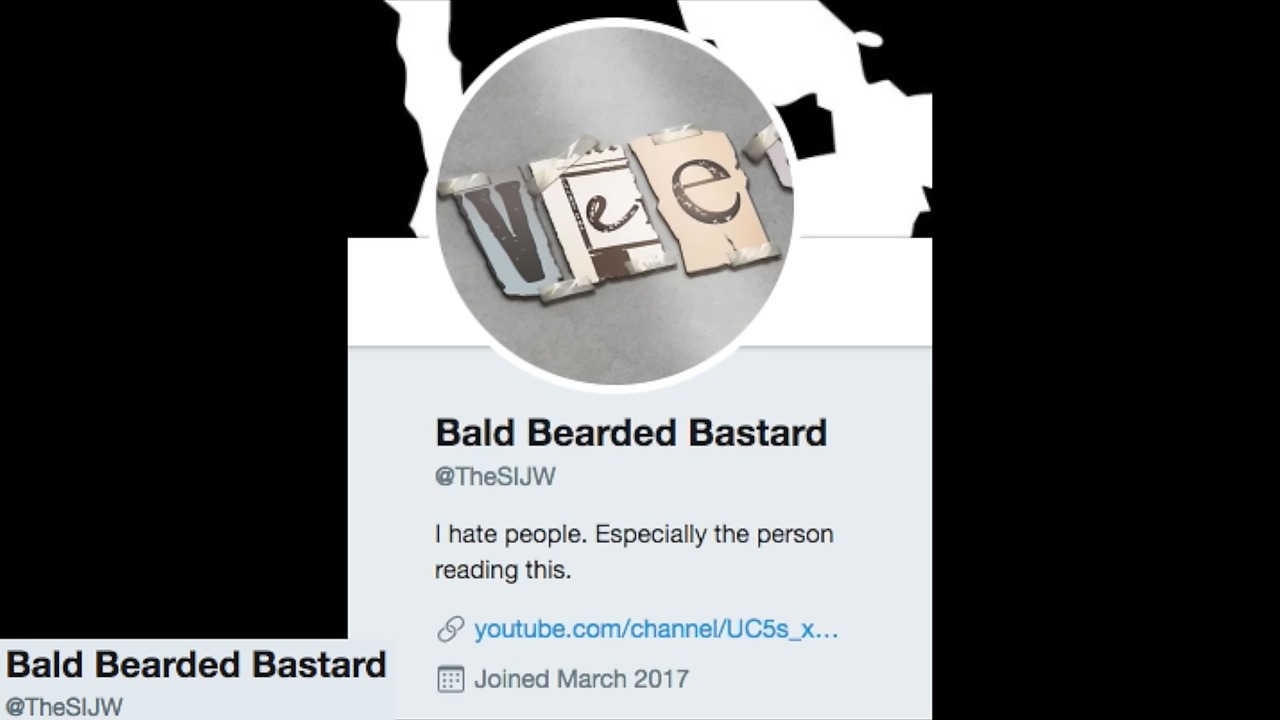 Vee
Bald Bearded Bastard
@TheSIJW
I hate people. Especially the person
reading this.
youtube.com/channel/UC5s_x...
Joined March 2017
Bald Bearded Bastard
@TheSIJW